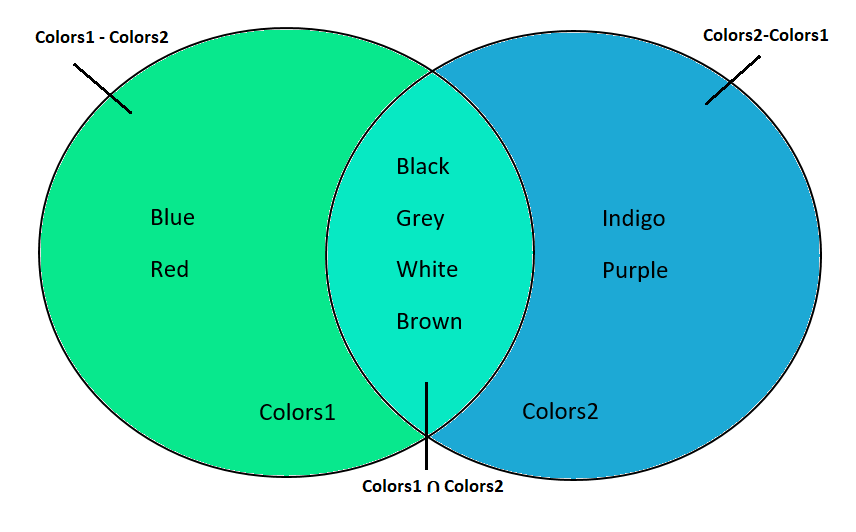 Colors1 - Colors2
Colors2-Colors1
Black
Blue
Grey
Indigo
Red
White
Purple
Brown
Colors1
Colors2
Colors1 ∩ Colors2